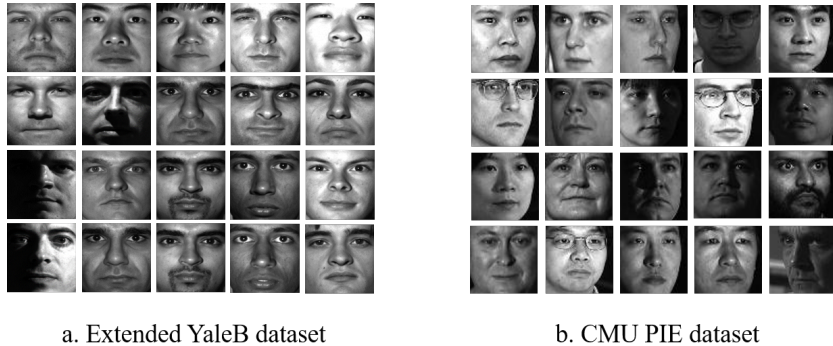 a. Extended YaleB dataset
b. CMU PIE dataset